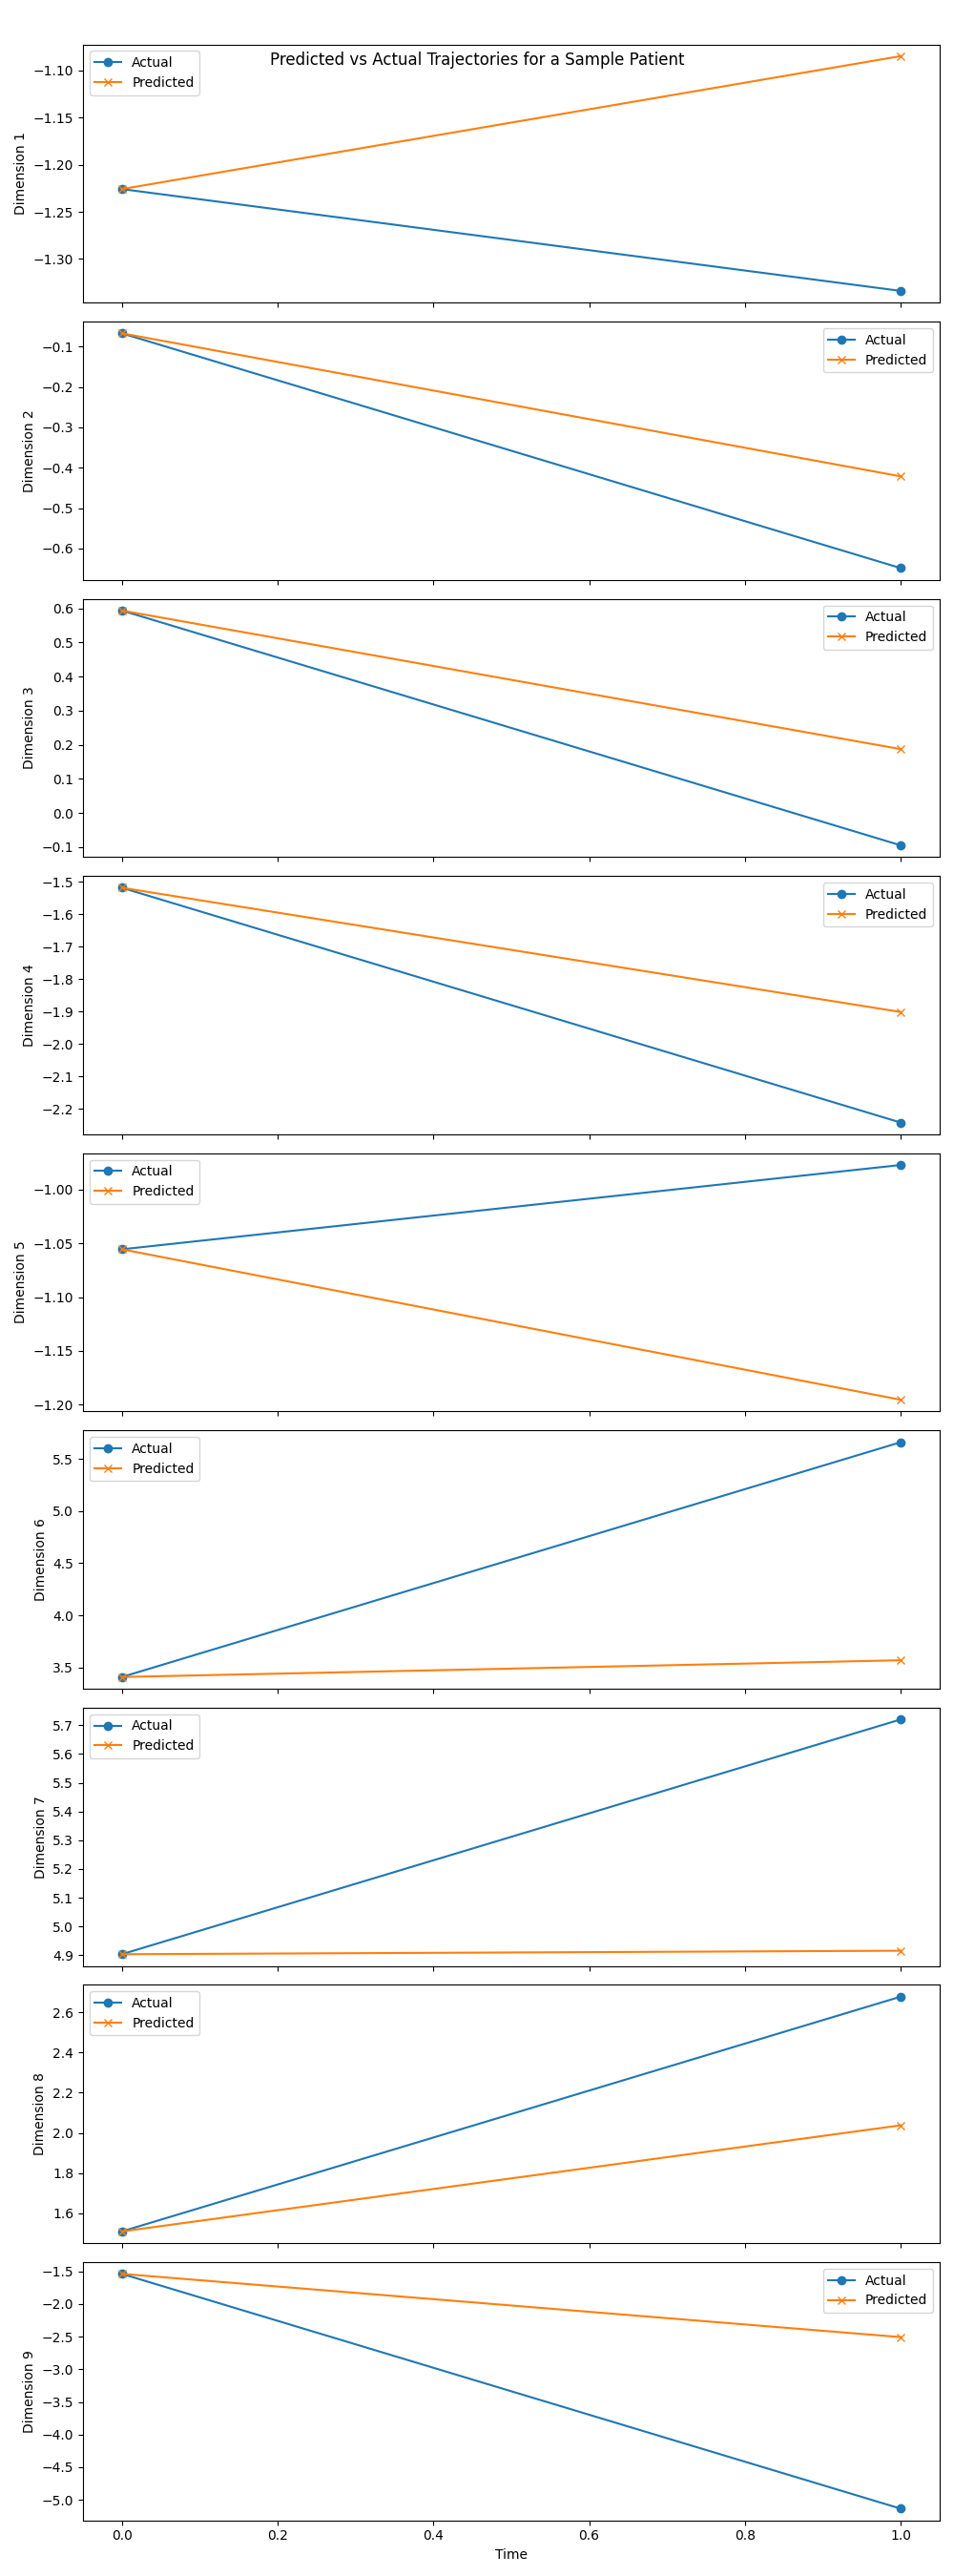 Predicted vs Actual Trajectories for a Sample Patient
Actual
Predicted
Dimension 1
−1.10
−1.15
−1.20
−1.25
−1.30
Actual
Predicted
Dimension 2
−0.1
−0.2
−0.3
−0.4
−0.5
−0.6
Actual
Predicted
Dimension 3
0.6
0.5
0.4
0.3
0.2
0.1
0.0
−0.1
Actual
Predicted
Dimension 4
−1.5
−1.6
−1.7
−1.8
−1.9
−2.0
−2.1
−2.2
Actual
Predicted
Dimension 5
−1.00
−1.05
−1.10
−1.15
−1.20
Actual
Predicted
Dimension 6
5.5
5.0
4.5
4.0
3.5
Actual
Predicted
Dimension 7
5.7
5.6
5.5
5.4
5.3
5.2
5.1
5.0
4.9
Actual
Predicted
Dimension 8
2.6
2.4
2.2
2.0
1.8
1.6
Actual
Predicted
Dimension 9
−1.5
−2.0
−2.5
−3.0
−3.5
−4.0
−4.5
−5.0
0.0 0.2 0.4 0.6 0.8 1.0
Time